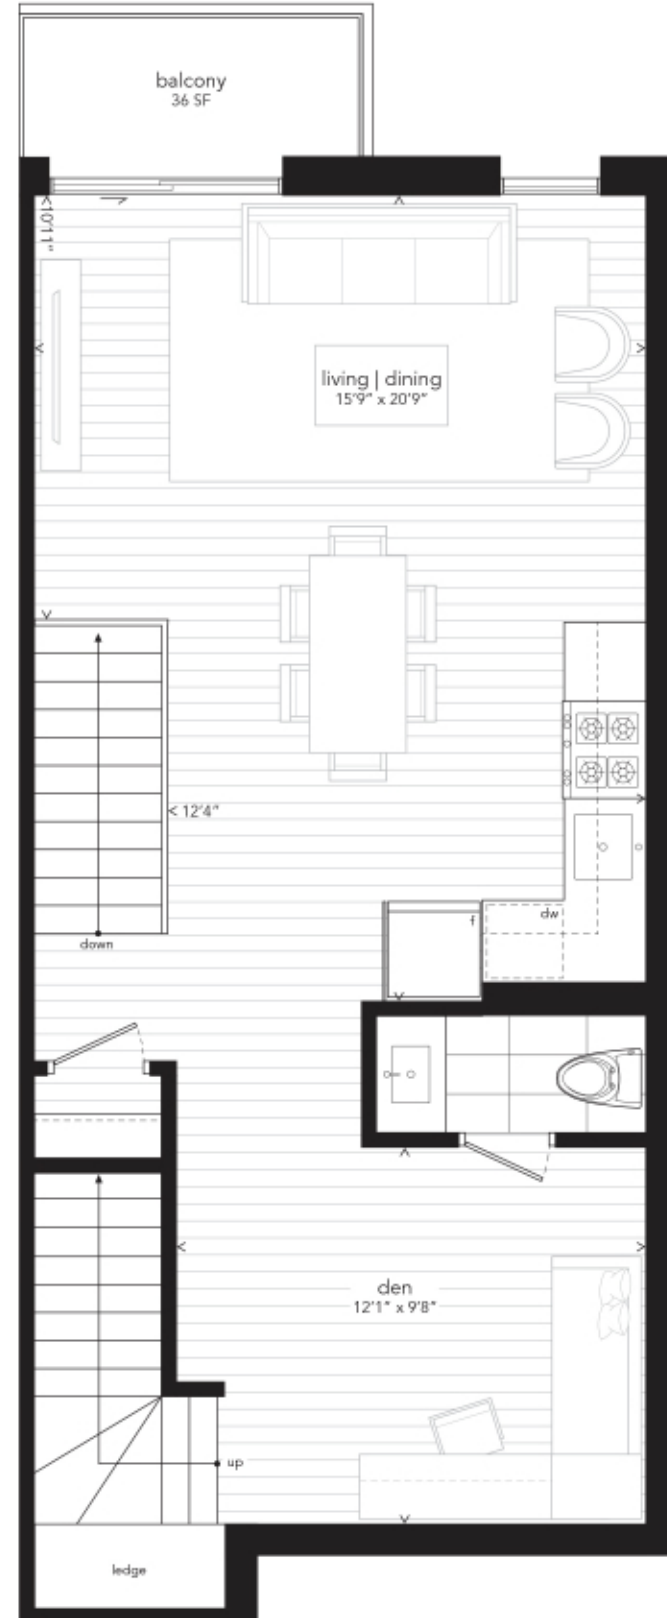 balcony
36 SF
10'11"
living | dining
15'9" x 20'9"
12'4"
f
dw
down
den
12'1" x 9'8"
up
ledge